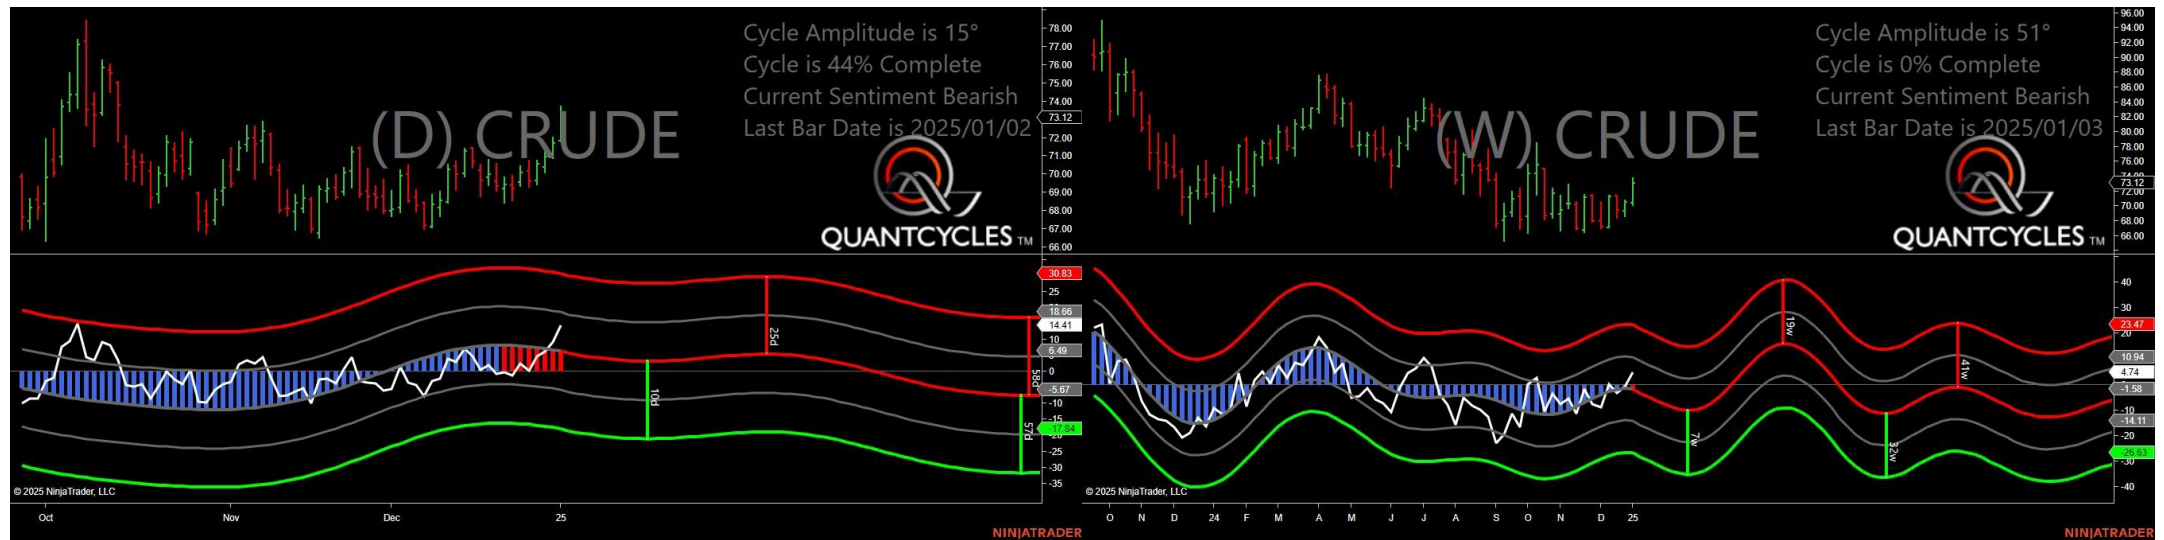 Cycle Amplitude is 15°
Cycle is 44% Complete
Current Sentiment Bearish
Last Bar Date is 2025/01/02
(D) CRUDE
QUANTCYCLES TM
78.00
77.00
76.00
75.00
74.00
73.12
72.00
71.00
70.00
69.00
68.00
67.00
66.00
30.83
25
18.66
14.41
10
6.49
0
-5.67
-10
-15
-17.84
-20
-25
-30
-35
25d
10d
58d
57d
© 2025 NinjaTrader, LLC
Oct Nov Dec 25
NINJATRADER
Cycle Amplitude is 51°
Cycle is 0% Complete
Current Sentiment Bearish
Last Bar Date is 2025/01/03
(W) CRUDE
QUANTCYCLES TM
96.00
94.00
92.00
90.00
88.00
86.00
84.00
82.00
80.00
78.00
76.00
74.00
73.12
70.00
68.00
66.00
40
30
23.47
20
10.94
4.74
-1.58
-10
-14.11
-20
-26.63
-30
-40
19w
41w
7w
32w
© 2025 NinjaTrader, LLC
O N D 24 F M A M J J A S O N D 25
NINJATRADER